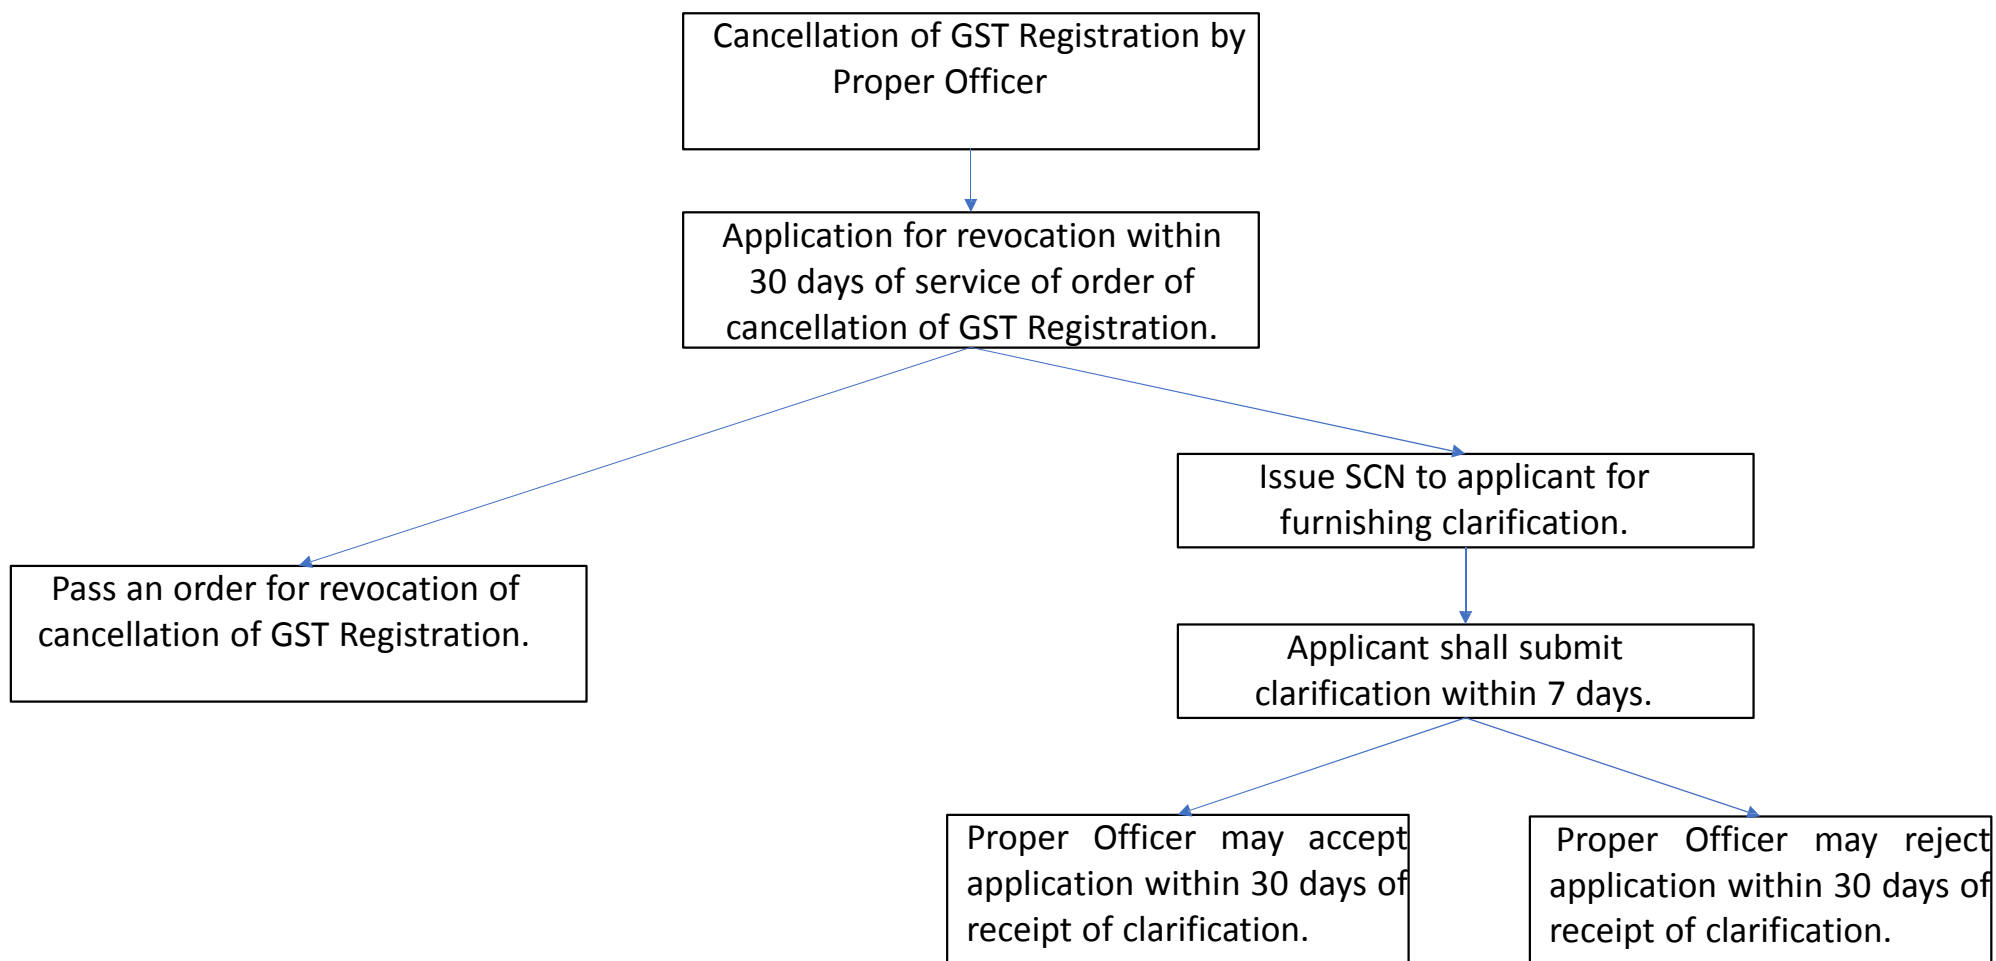 Cancellation of GST Registration by
Proper Officer
Application for revocation within
30 days of service of order of
cancellation of GST Registration.
Issue SCN to applicant for
furnishing clarification.
Pass an order for revocation of
cancellation of GST Registration.
Applicant shall submit
clarification within 7 days.
Proper Officer may accept
application within 30 days of
receipt of clarification.
Proper Officer may reject
application within 30 days of
receipt of clarification.